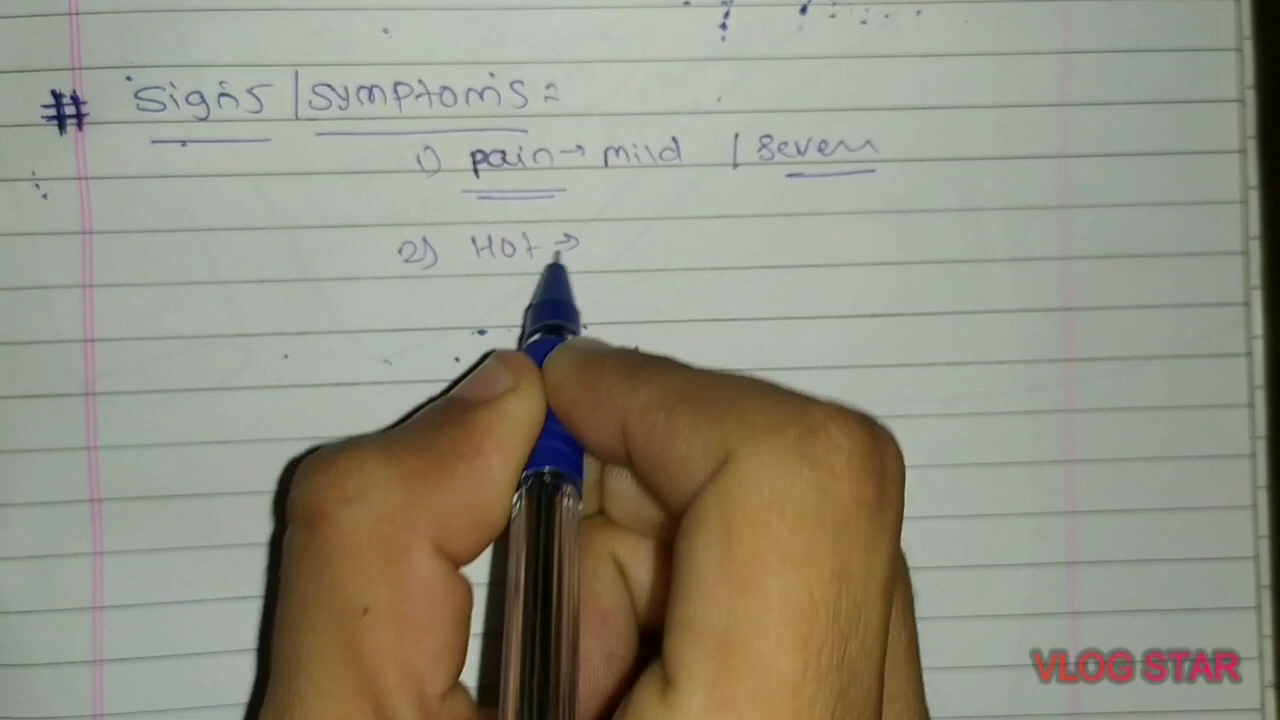 # Signs | symptoms =
1) pain → mild | Severe
2) Hot →
VLOG STAR